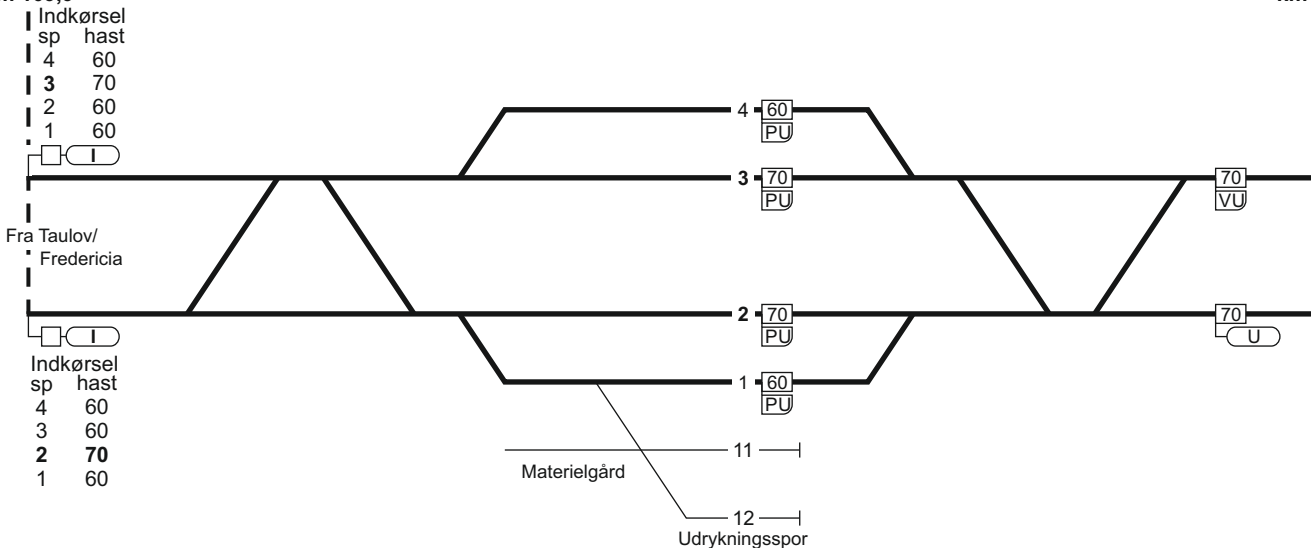 Indkørsel
sp hast
4 60
3 70
2 60
1 60
I
4 60
PU
3 70
PU
70
VU
Fra Taulov/
Fredericia
I
2 70
PU
70
U
Indkørsel
sp hast
4 60
3 60
2 70
1 60
1 60
PU
11
Materielgård
12
Udrykningsspor